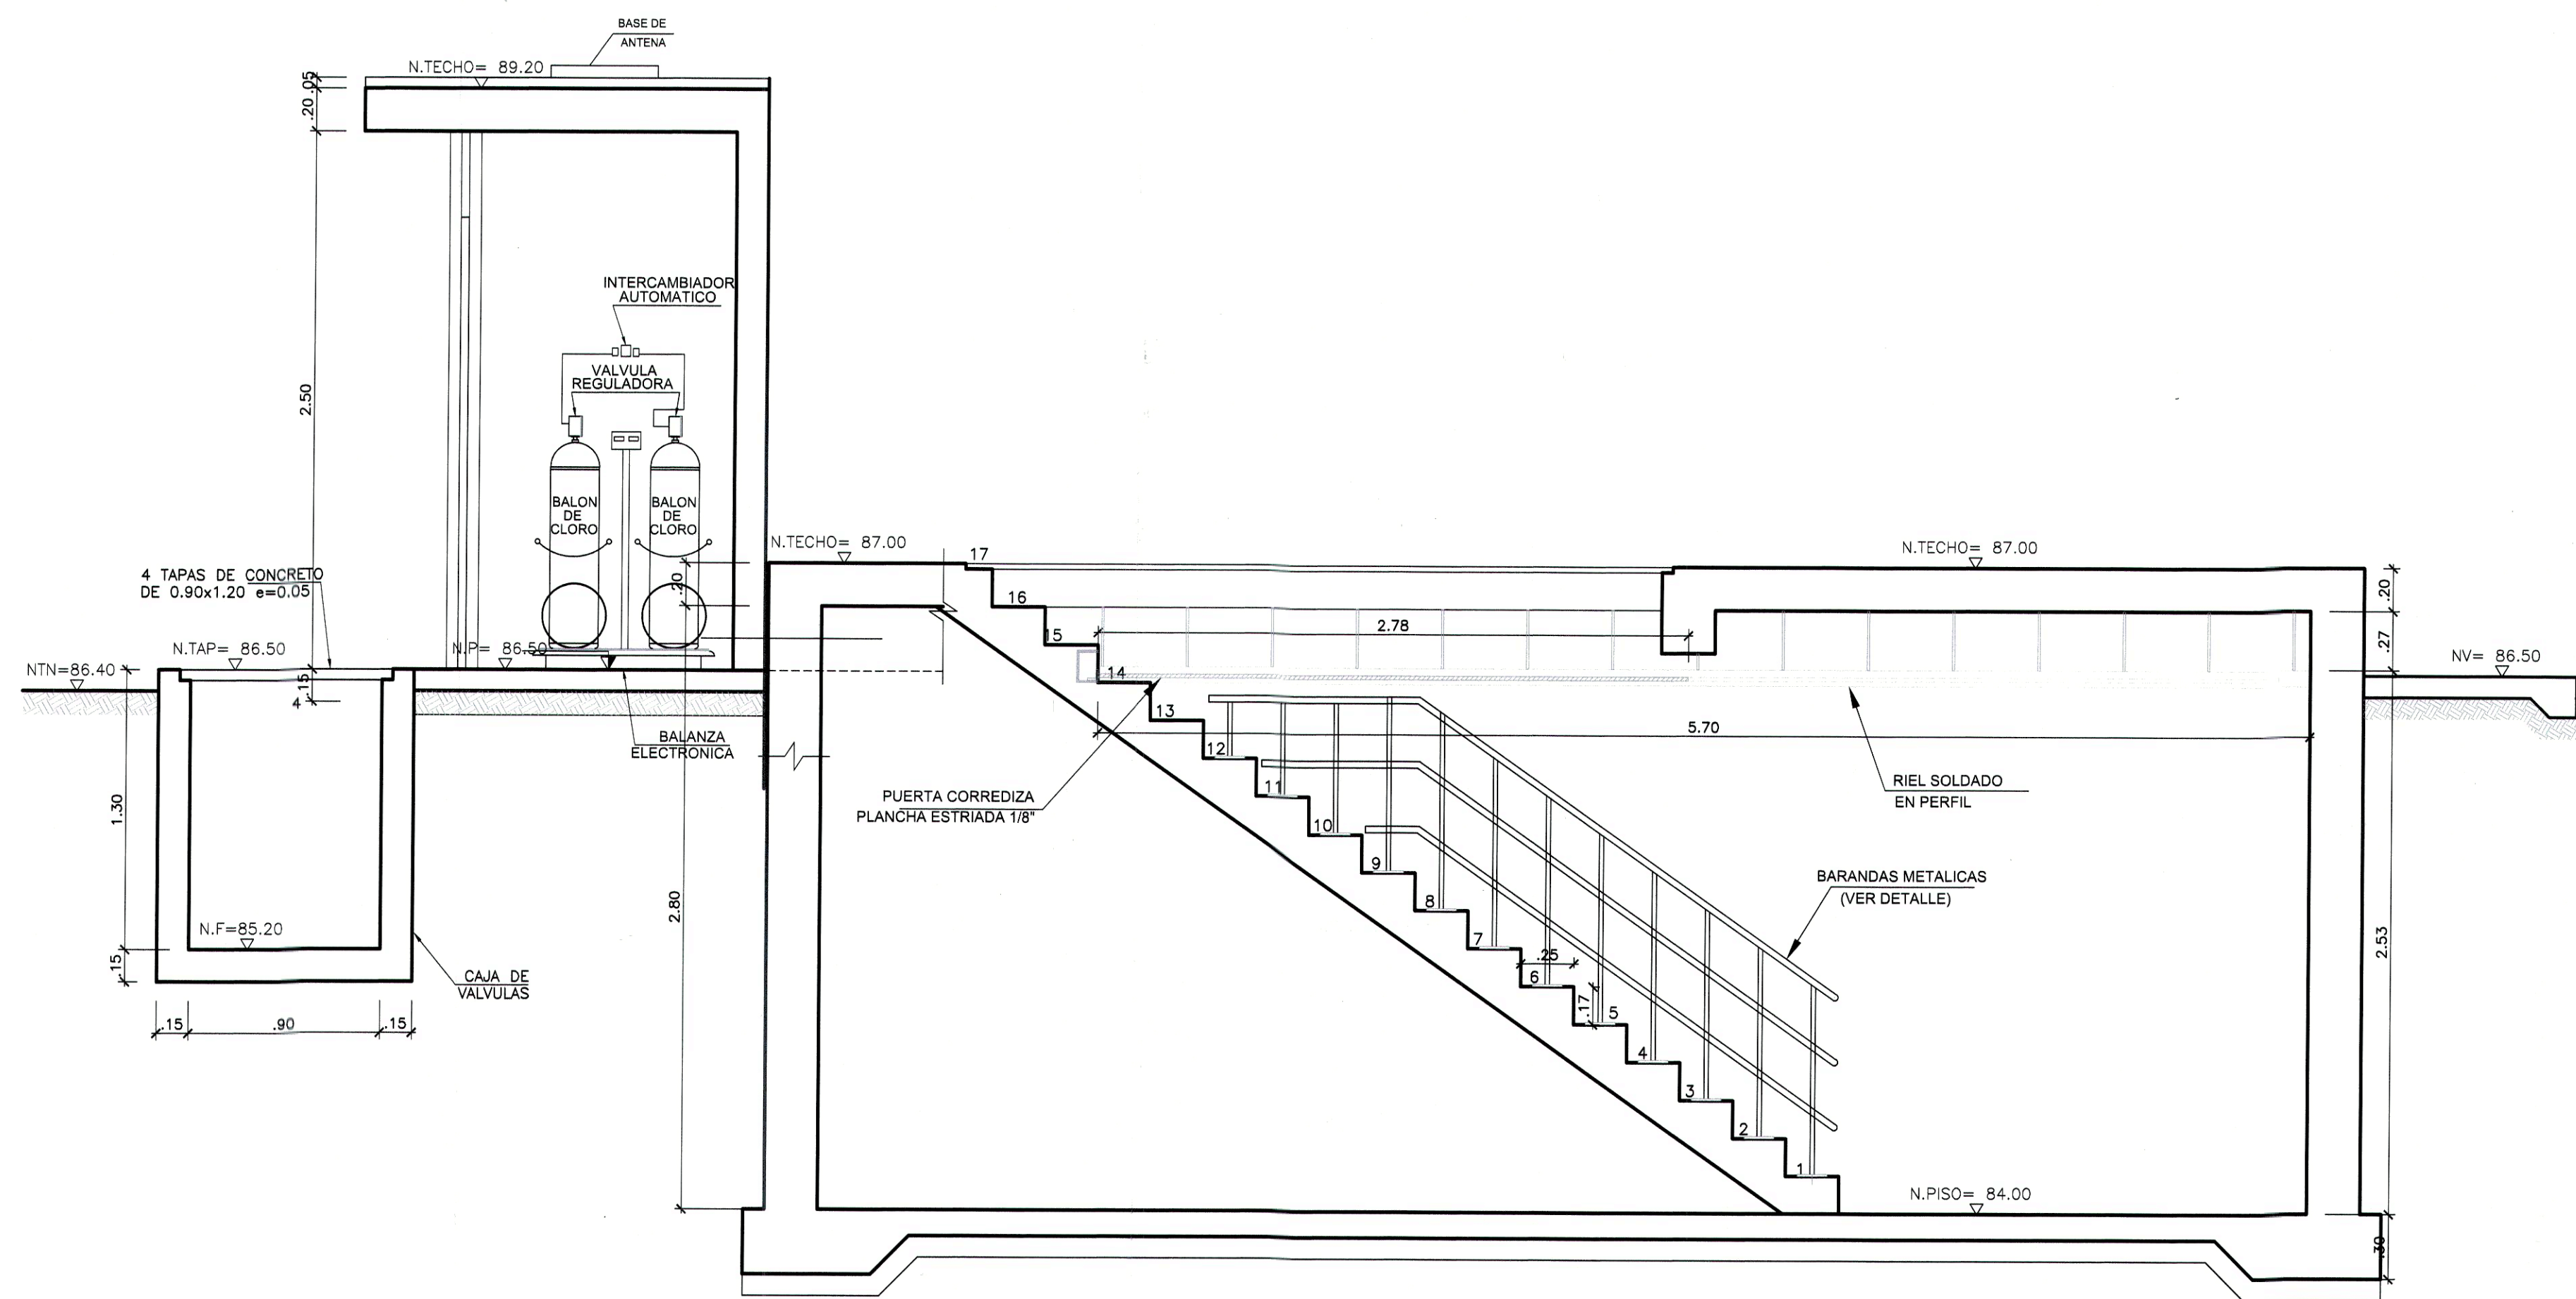 BASE DE
ANTENA
N.TECHO= 89.20
.05
.20
2.50
INTERCAMBIADOR
AUTOMATICO
VALVULA
REGULADORA
BALON
DE
CLORO
BALON
DE
CLORO
N.TECHO= 87.00
17
N.TECHO= 87.00
.20
.20
4 TAPAS DE CONCRETO
DE 0.90x1.20 e=0.05
16
2.78
15
.27
N.TAP= 86.50
N.P= 86.50
NTN=86.40
NV= 86.50
14
.15
4
13
5.70
12
BALANZA
ELECTRONICA
11
PUERTA CORREDIZA
PLANCHA ESTRIADA 1/8"
RIEL SOLDADO
EN PERFIL
1.30
10
9
BARANDAS METALICAS
(VER DETALLE)
8
2.80
N.F=85.20
7
2.53
.25
.15
CAJA DE
VALVULAS
6
.17
5
.15
.90
.15
4
3
2
1
N.PISO= 84.00
.30